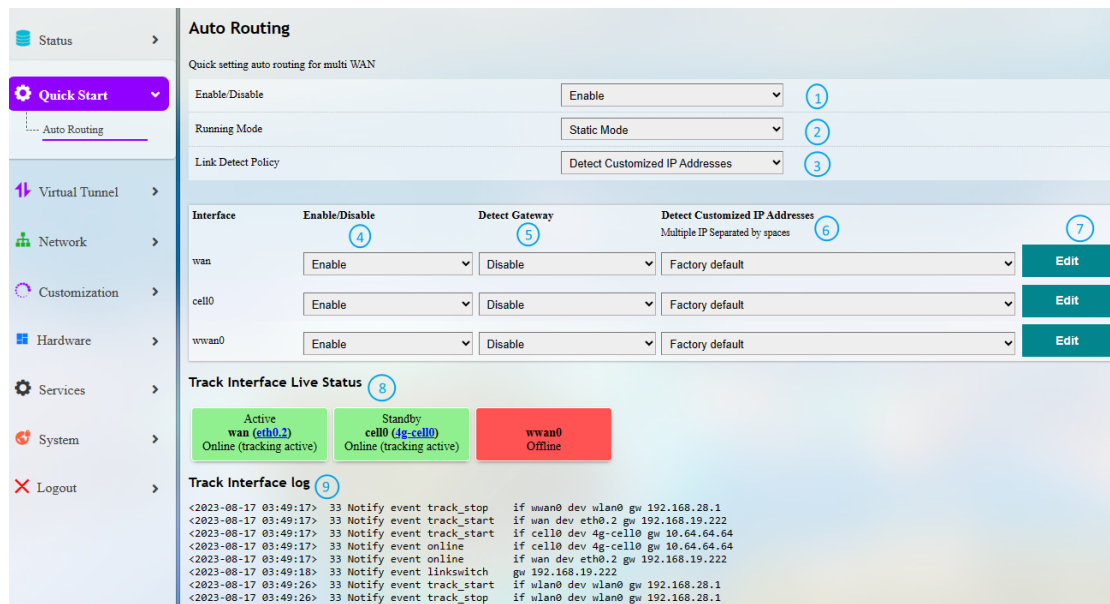 Auto Routing
Status
Quick setting auto routing for multi WAN
Quick Start
Enable/Disable Enable 1
Auto Routing
Running Mode Static Mode 2
Link Detect Policy Detect Customized IP Addresses 3
Virtual Tunnel
Network
Customization
Hardware
Services
System
Logout
Interface Enable/Disable Detect Gateway Detect Customized IP Addresses
4 5 Multiple IP Separated by spaces 6 7
wan Enable Disable Factory default Edit
cell0 Enable Disable Factory default Edit
wwan0 Enable Disable Factory default Edit
Track Interface Live Status 8
Active
wan (eth0.2)
Online (tracking active)
Standby
cell0 (4g-cell0)
Online (tracking active)
wwan0
Offline
Track Interface log 9
<2023-08-17 03:49:17> 33 Notify event track_stop if wwan0 dev wlan0 gw 192.168.28.1
<2023-08-17 03:49:17> 33 Notify event track_start if wan dev eth0.2 gw 192.168.19.222
<2023-08-17 03:49:17> 33 Notify event track_start if cell0 dev 4g-cell0 gw 10.64.64.64
<2023-08-17 03:49:17> 33 Notify event online if cell0 dev 4g-cell0 gw 10.64.64.64
<2023-08-17 03:49:17> 33 Notify event online if wan dev eth0.2 gw 192.168.19.222
<2023-08-17 03:49:18> 33 Notify event linkswitch gw 192.168.19.222
<2023-08-17 03:49:26> 33 Notify event track_start if wlan0 dev wlan0 gw 192.168.28.1
<2023-08-17 03:49:26> 33 Notify event track_stop if wlan0 dev wlan0 gw 192.168.28.1